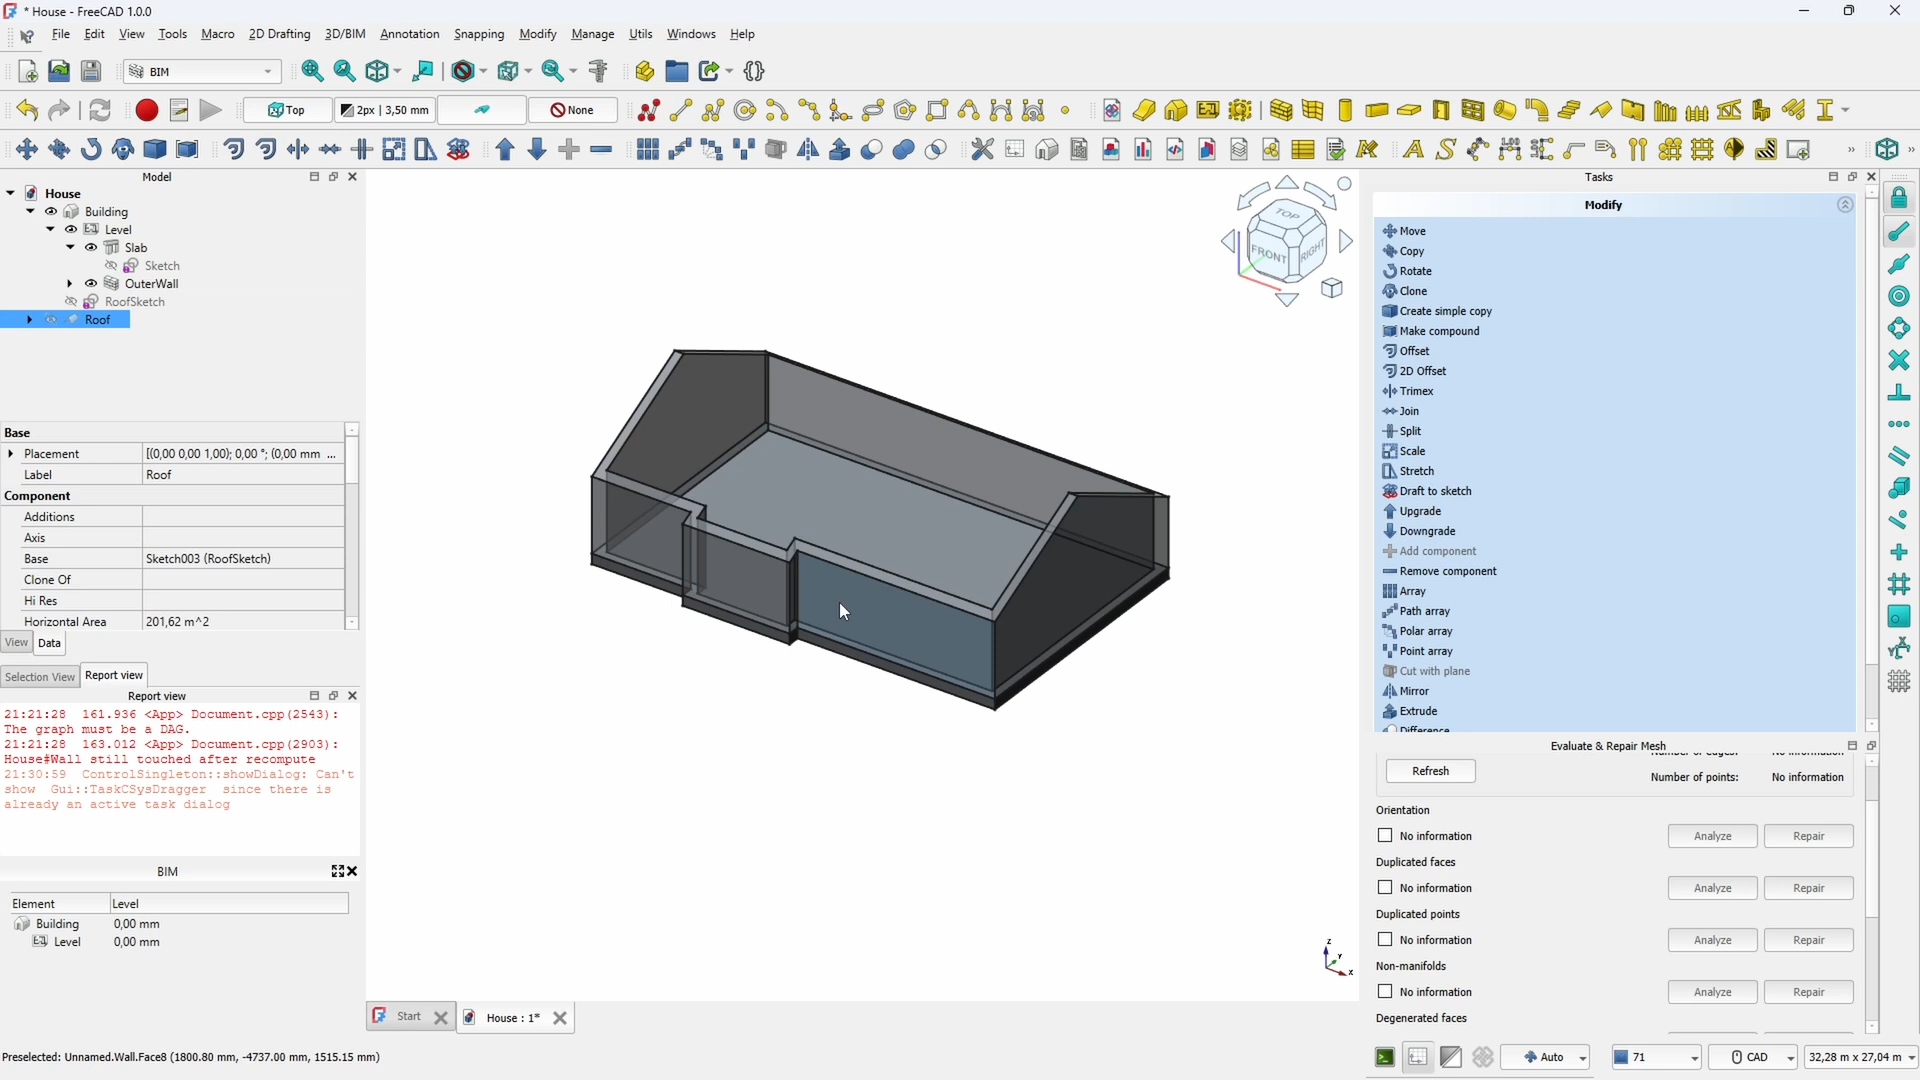 * House - FreeCAD 1.0.0
File Edit View Tools Macro 2D Drafting 3D/BIM Annotation Snapping Modify Manage Utils Windows Help
BIM
Top 2px | 3,50 mm None
Model
House
Building
Level
Slab
Sketch
OuterWall
RoofSketch
Roof
Base
Placement [(0,00 0,00 1,00); 0,00 °; (0,00 mm ...
Label Roof
Component
Additions
Axis
Base Sketch003 (RoofSketch)
Clone Of
Hi Res
Horizontal Area 201,62 m^2
View Data
Selection View Report view
Report view
21:21:28 161.936 <App> Document.cpp(2543):
The graph must be a DAG.
21:21:28 163.012 <App> Document.cpp(2903):
House#Wall still touched after recompute
21:30:59 ControlSingleton::showDialog: Can't
show Gui::TaskCSysDragger since there is
already an active task dialog
BIM
Element Level
Building 0,00 mm
Level 0,00 mm
TOP
FRONT
RIGHT
Z
Y
X
Start House : 1*
Tasks
Modify
Move
Copy
Rotate
Clone
Create simple copy
Make compound
Offset
2D Offset
Trimex
Join
Split
Scale
Stretch
Draft to sketch
Upgrade
Downgrade
Add component
Remove component
Array
Path array
Polar array
Point array
Cut with plane
Mirror
Extrude
Difference
Evaluate & Repair Mesh
Number of edges: No information
Refresh Number of points: No information
Orientation
No information Analyze Repair
Duplicated faces
No information Analyze Repair
Duplicated points
No information Analyze Repair
Non-manifolds
No information Analyze Repair
Degenerated faces
Preselected: Unnamed.Wall.Face8 (1800.80 mm, -4737.00 mm, 1515.15 mm)
Auto 71 CAD 32,28 m x 27,04 m